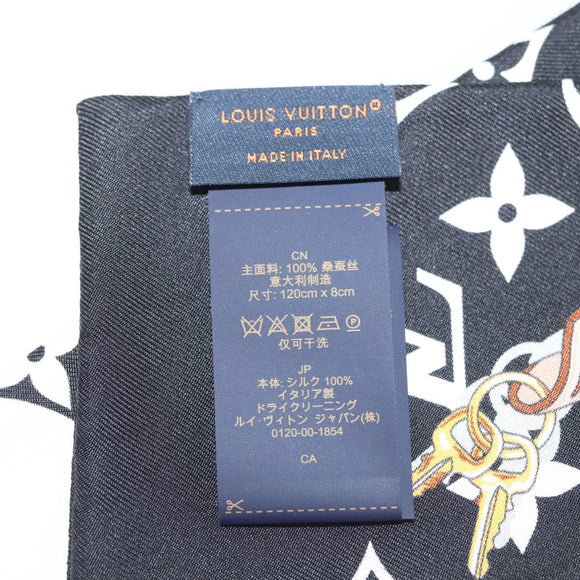 LOUIS VUITTON®
PARIS
MADE IN ITALY
CN
主面料: 100% 桑蚕丝
意大利制造
尺寸: 120cm x 8cm
仅可干洗
JP
本体: シルク 100%
イタリア製
ドライクリーニング
ルイ·ヴィトン ジャパン(株)
0120-00-1854
CA